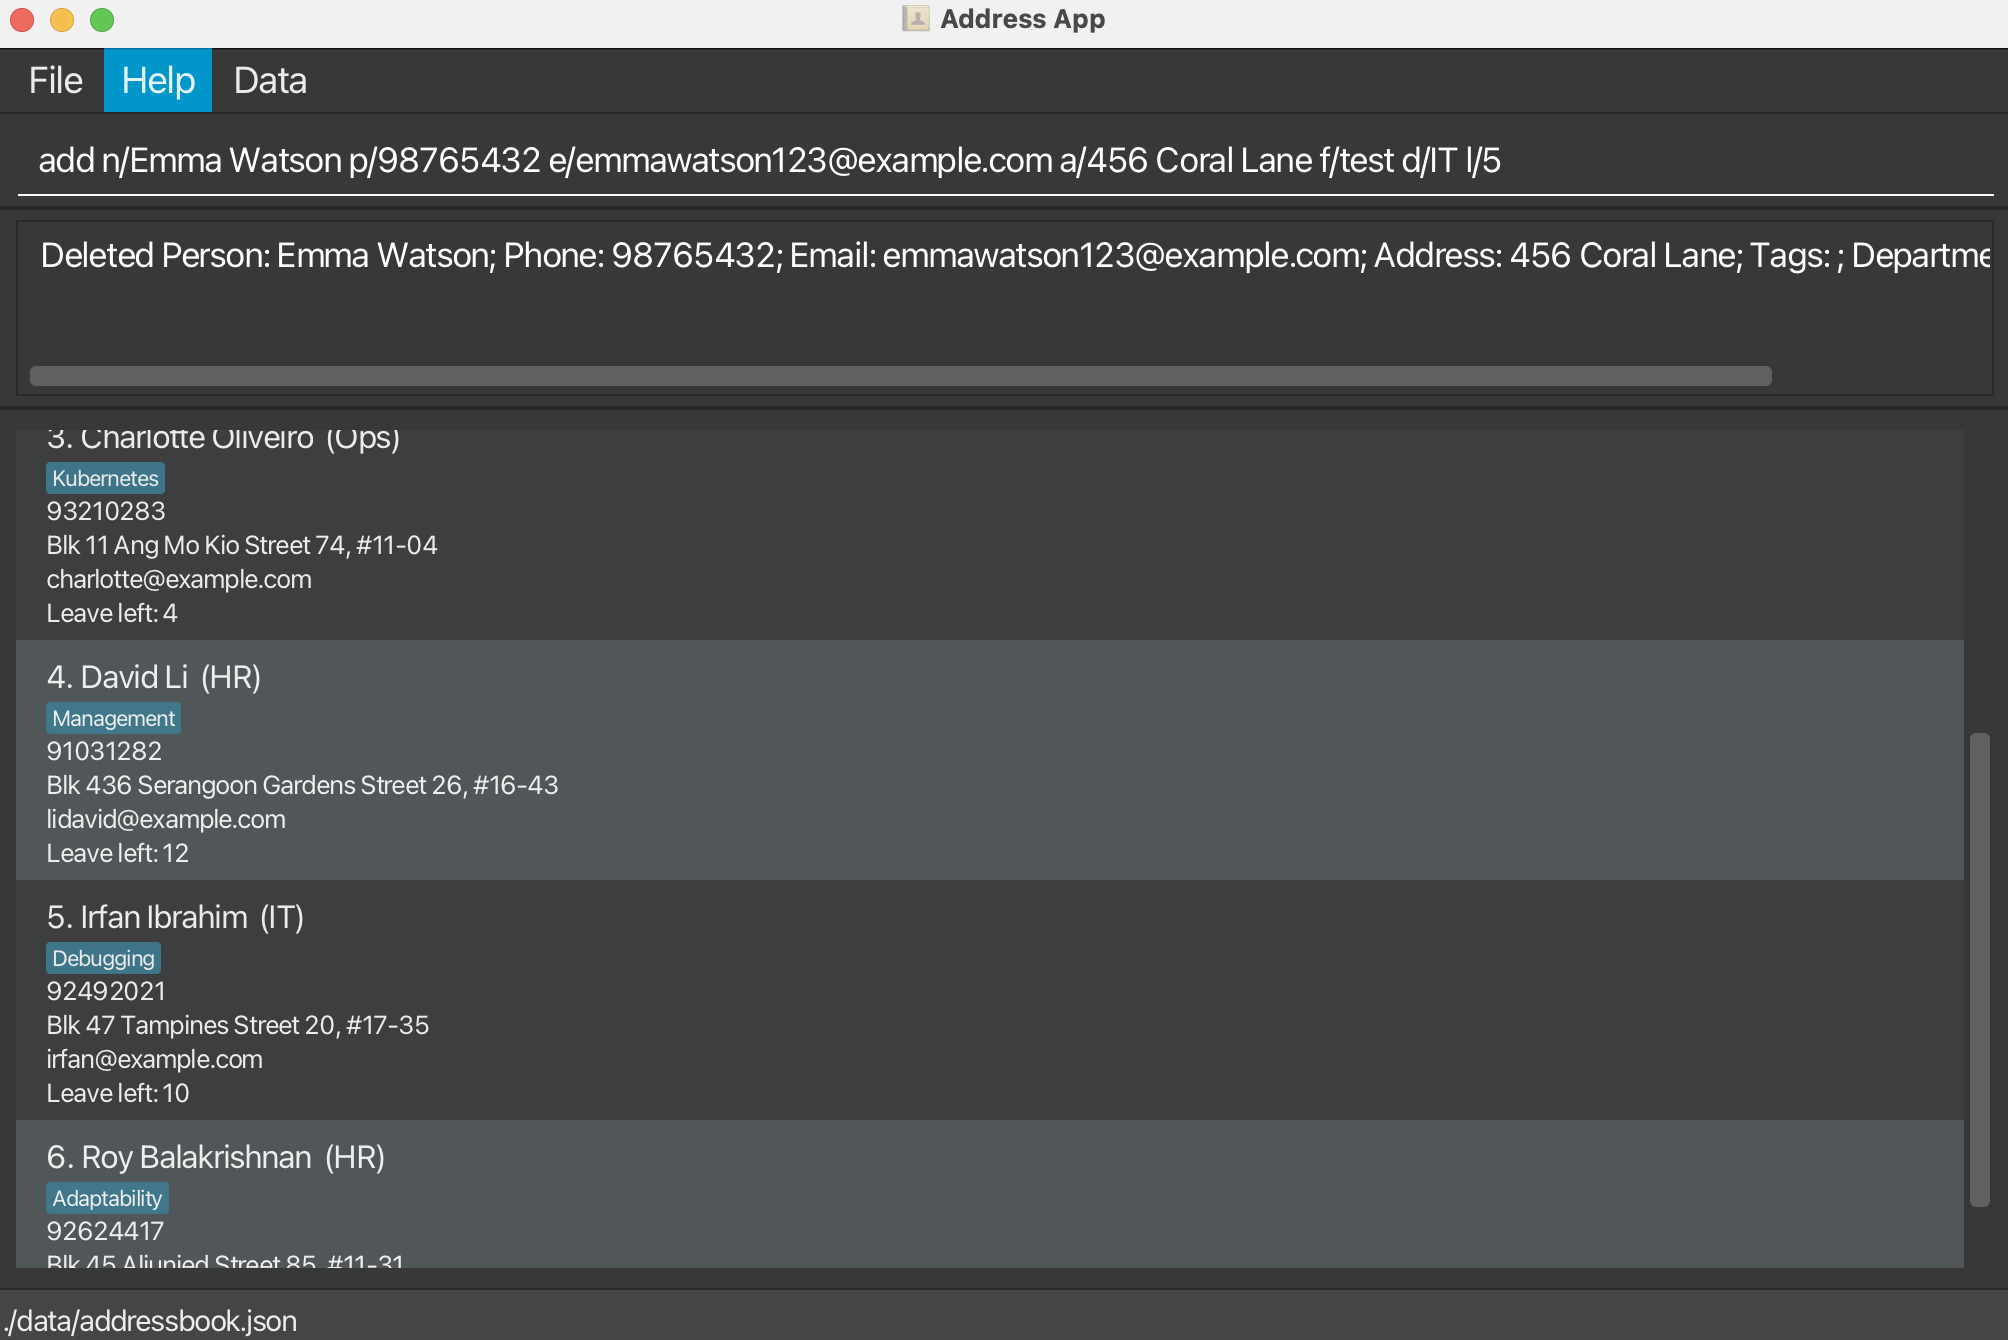 Address App
File Help Data
add n/Emma Watson p/98765432 e/emmawatson123@example.com a/456 Coral Lane f/test d/IT l/5
Deleted Person: Emma Watson; Phone: 98765432; Email: emmawatson123@example.com; Address: 456 Coral Lane; Tags: ; Departme
3. Charlotte Oliveiro (Ops)
Kubernetes
93210283
Blk 11 Ang Mo Kio Street 74, #11-04
charlotte@example.com
Leave left: 4
4. David Li (HR)
Management
91031282
Blk 436 Serangoon Gardens Street 26, #16-43
lidavid@example.com
Leave left: 12
5. Irfan Ibrahim (IT)
Debugging
92492021
Blk 47 Tampines Street 20, #17-35
irfan@example.com
Leave left: 10
6. Roy Balakrishnan (HR)
Adaptability
92624417
Blk 45 Aljunied Street 85, #11-31
./data/addressbook.json